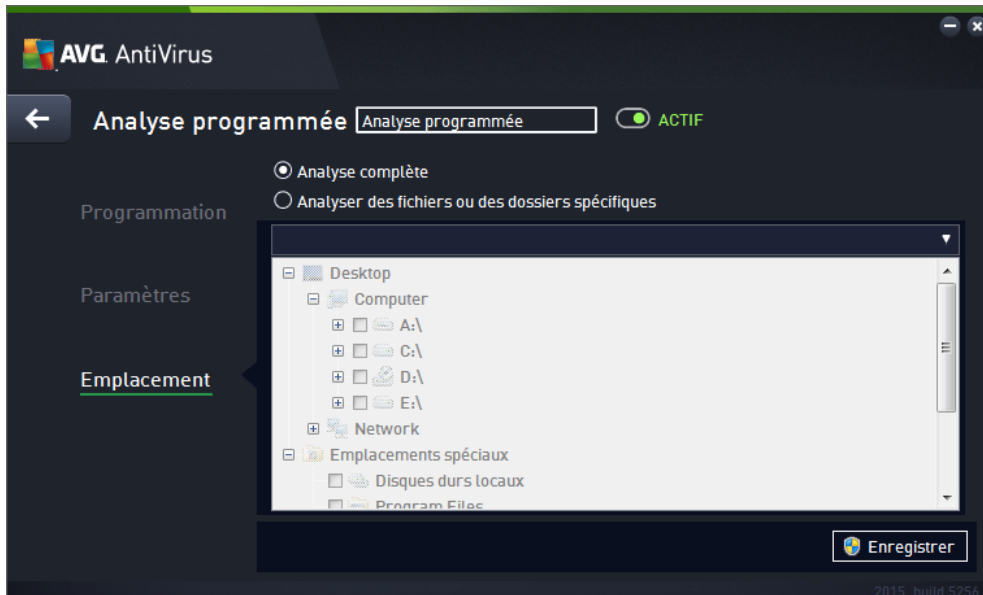 AVG. AntiVirus
Analyse programmée Analyse programmée ACTIF
Analyse complète
Analyser des fichiers ou des dossiers spécifiques
Programmation
Paramètres
Emplacement
Desktop
Computer
A:\
C:\
D:\
E:\
Network
Emplacements spéciaux
Disques durs locaux
Program Files
Enregistrer
2015, build 5256